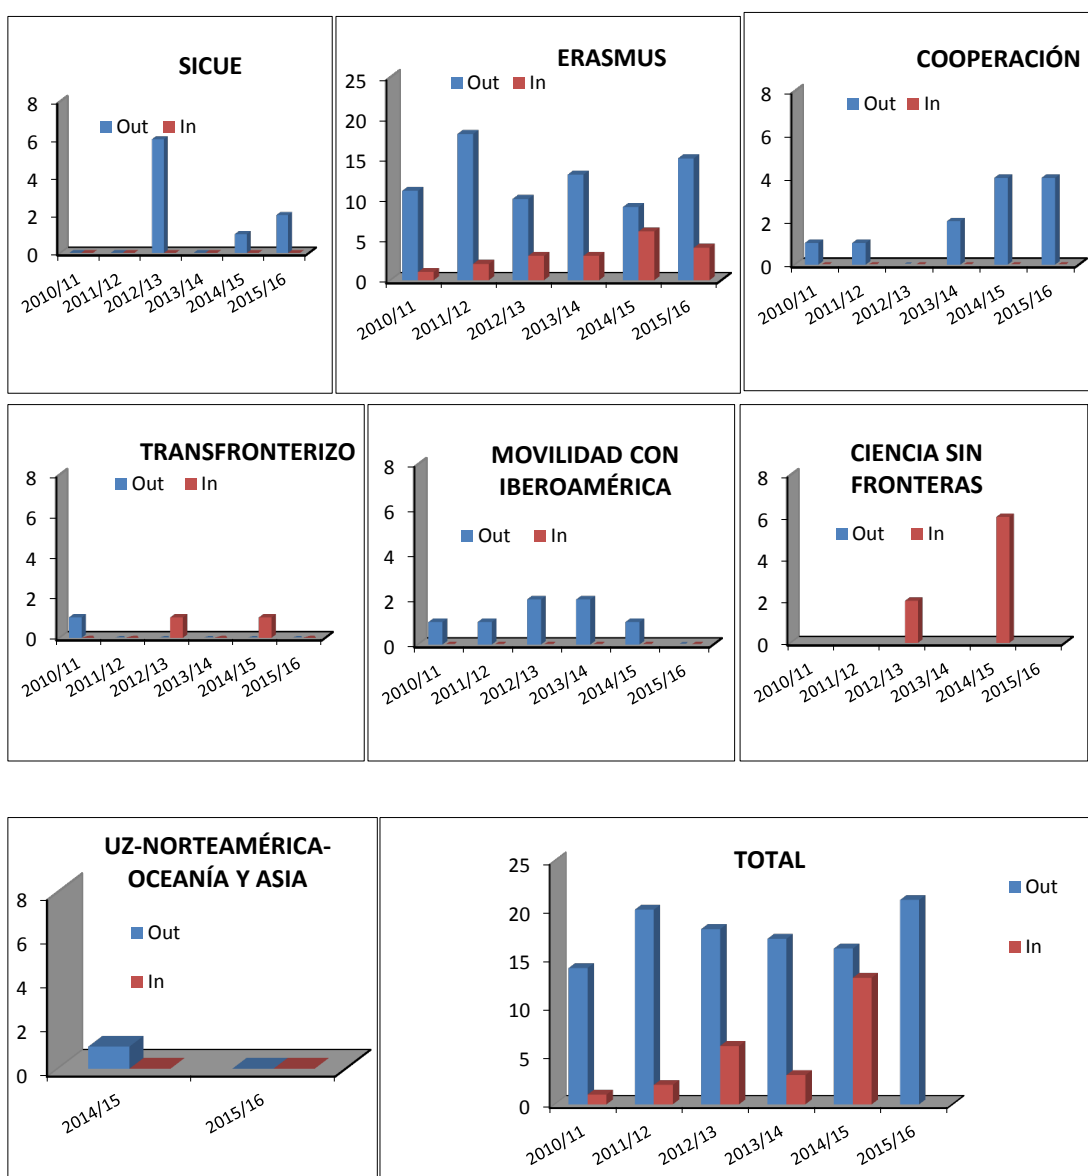 SICUE
8
6
4
2
0
Out In
2010/11 2011/12 2012/13 2013/14 2014/15 2015/16
ERASMUS
25
20
15
10
5
0
Out In
2010/11 2011/12 2012/13 2013/14 2014/15 2015/16
COOPERACIÓN
8
6
4
2
0
Out In
2010/11 2011/12 2012/13 2013/14 2014/15 2015/16
TRANSFRONTERIZO
8
6
4
2
0
Out In
2010/11 2011/12 2012/13 2013/14 2014/15 2015/16
MOVILIDAD CON
IBEROAMÉRICA
8
6
4
2
0
Out In
2010/11 2011/12 2012/13 2013/14 2014/15 2015/16
CIENCIA SIN
FRONTERAS
8
6
4
2
0
Out In
2010/11 2011/12 2012/13 2013/14 2014/15 2015/16
UZ-NORTEAMÉRICA-
OCEANÍA Y ASIA
8
6
4
2
0
Out
In
2014/15 2015/16
TOTAL
25
20
15
10
5
0
Out
In
2010/11 2011/12 2012/13 2013/14 2014/15 2015/16